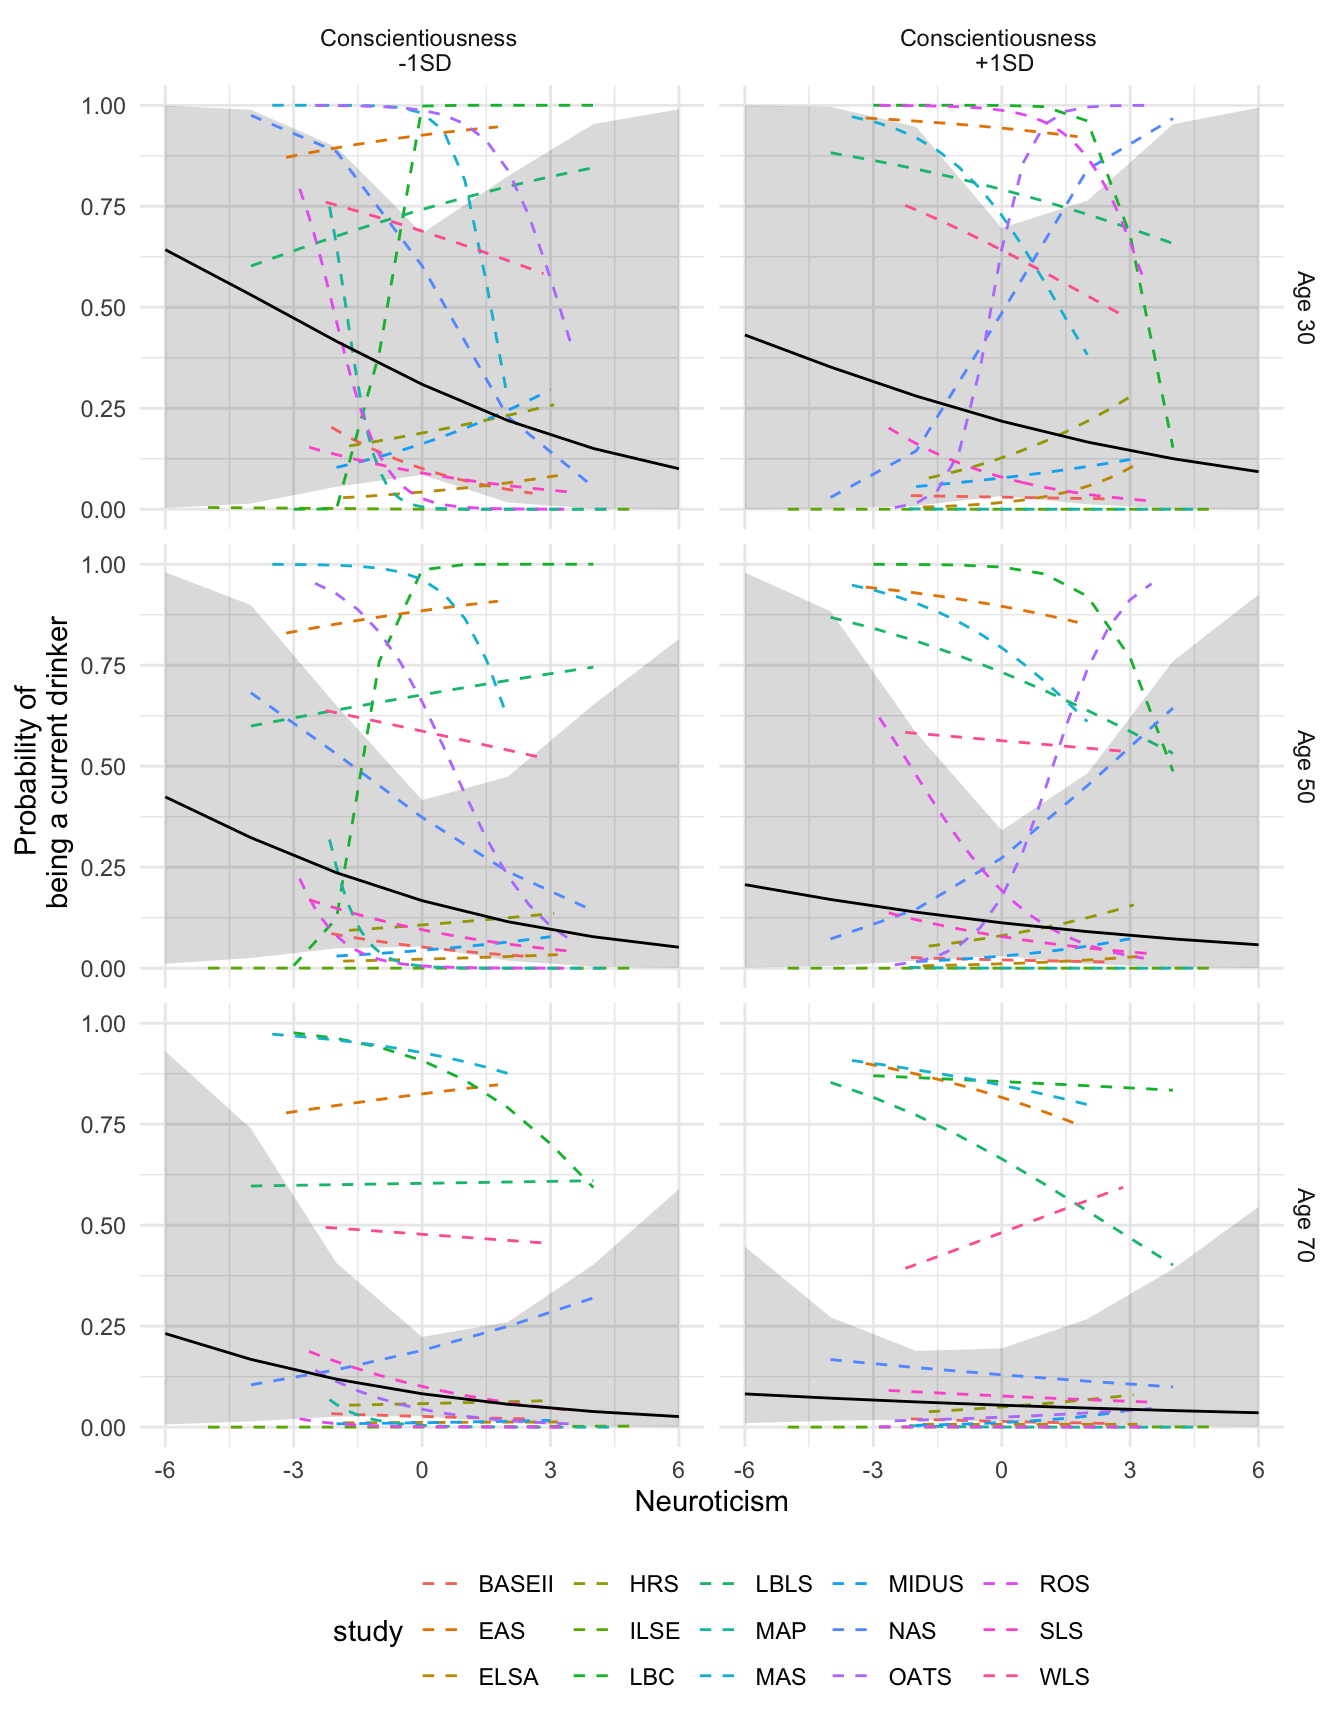 Conscientiousness
-1SD
Conscientiousness
+1SD
1.00
0.75
0.50
0.25
0.00
Age 30
1.00
0.75
0.50
0.25
0.00
Age 50
Probability of
being a current drinker
1.00
0.75
0.50
0.25
0.00
Age 70
-6 -3 0 3 6 -6 -3 0 3 6
Neuroticism
study
BASEII HRS LBLS MIDUS ROS
EAS ILSE MAP NAS SLS
ELSA LBC MAS OATS WLS